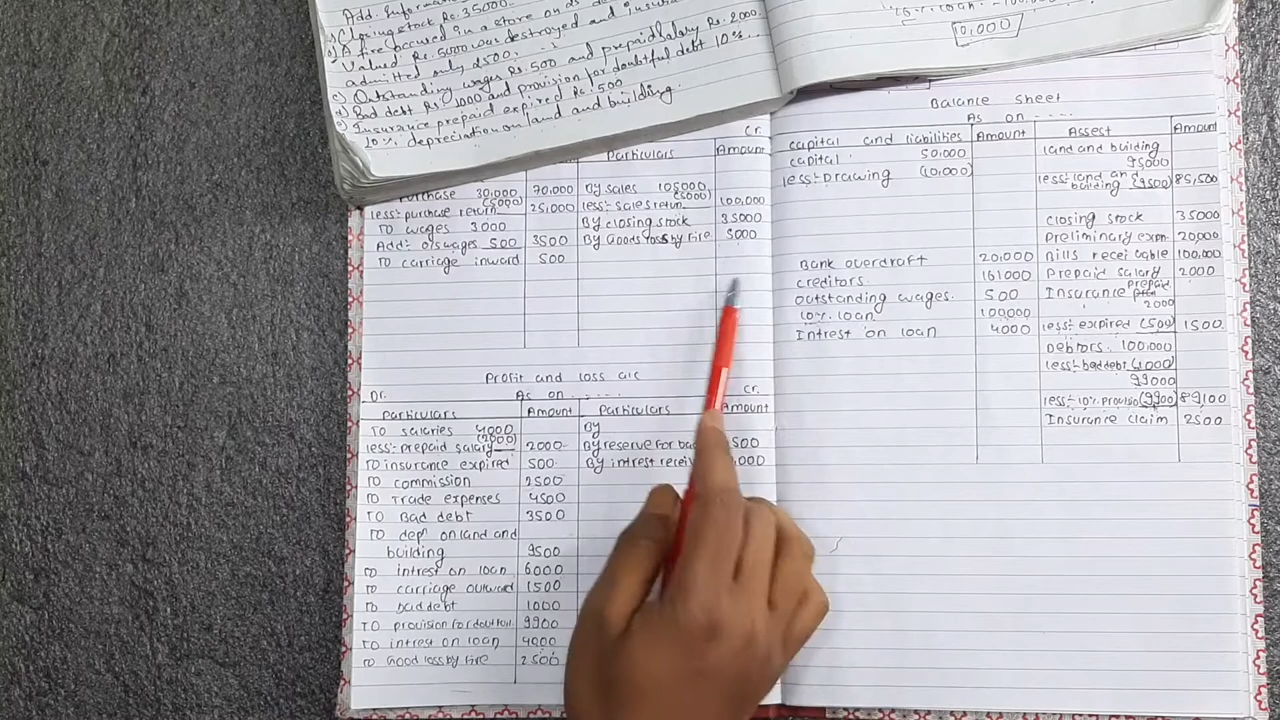 Add. Informa
1) Closing stock Rs. 35000.
A fire occured in a store on
Valued Rs. 5000 was destroyed and insura
admitted only 2500.
Outstanding wages Rs. 500 and prepaid salary Rs. 2000.
Bad debt Rs. 1000 and provision for doubtful debt 10%.
Insurance prepaid expired Rs. 500
10% depreciation on land and building.
10,000
Cr.
Particulars Amount
Purchase 30,000 70,000 By sales 105000
(5000) less:- sales return (5000) 100,000
less:- purchase return 25,000
TO wages 3000 By closing stock 35000
Add:- o/s wages 500 3500 By Goods loss by fire 5000
TO carriage inward 500
Profit and loss a/c
Dr. As on ...... Cr.
Particulars Amount Particulars Amount
TO salaries 4000 By
less:- prepaid salary (2000) 2000 By reserve for ba 500
TO insurance expired 500 By intrest receiv ,000
TO commission 2500
TO Trade expenses 4500
TO Bad debt 3500
TO depn on land and
building 9500
TO intrest on loan 6000
TO carriage outward 1500
TO bad debt 1000
TO provision for doubtfull. 9900
TO intrest on loan 4000
TO Good loss by fire 2500
Balance sheet
As on ......
capital and liabilities Amount Assest Amount
capital. 50,000 land and building
95000
less:- Drawing (10,000) less:- land and
building (9500) 85,500
closing stock 35000
Preliminary expn. 20,000
Bank overdraft 20,000 Bills receivable 100,000
creditors. 161000 Prepaid salary 2000
outstanding wages. 500 Insurance prepaid
2000
10% loan 100000
Intrest on loan 4000 less:- expired (500) 1500
Debtors. 100,000
less:- bad debt (1000)
99000
less:- 10% provisio (9900) 89,100
Insurance claim 2500